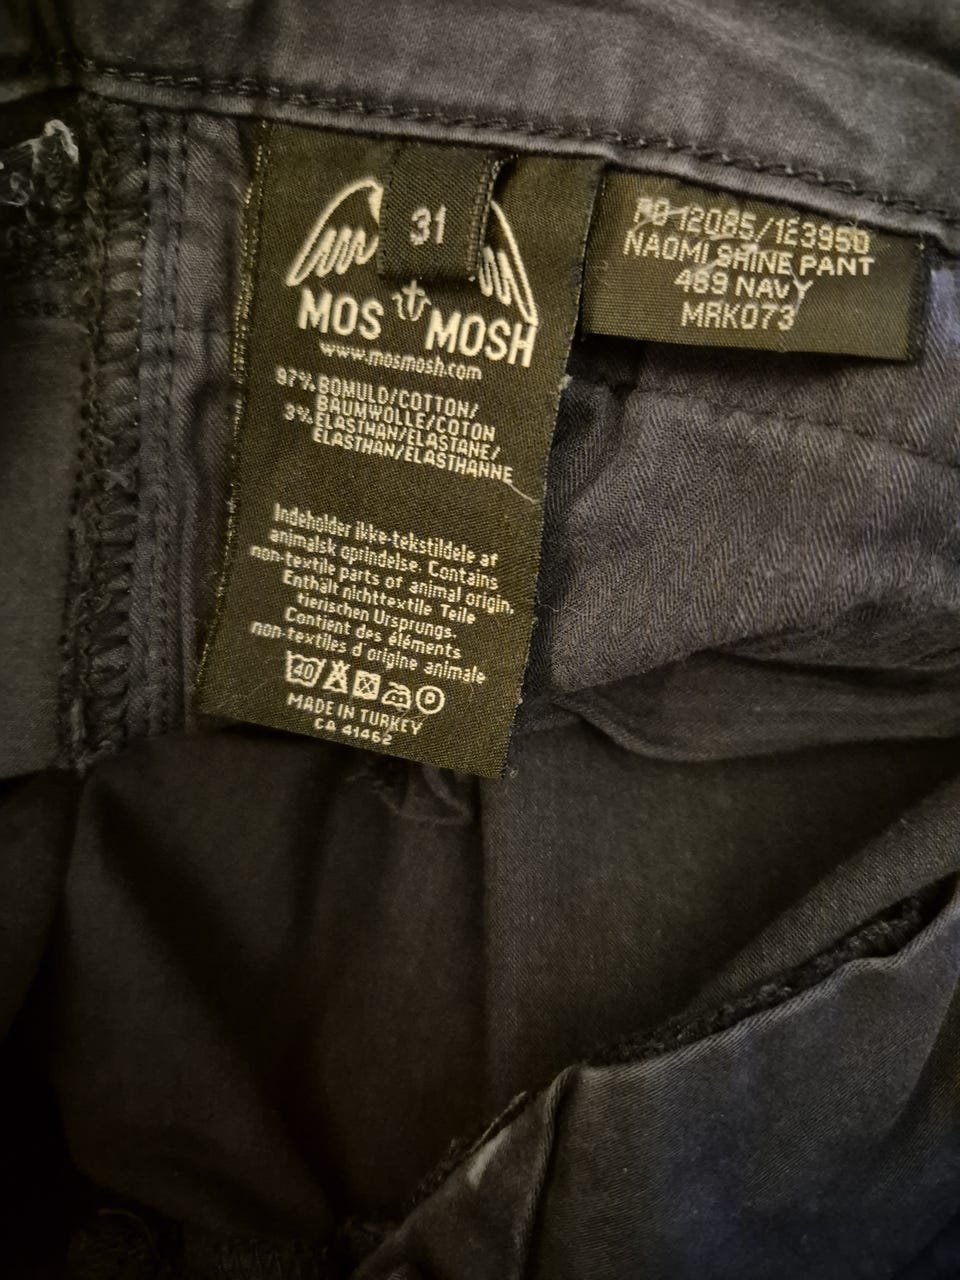 31
MOS MOSH
www.mosmosh.com
97% BOMULD/COTTON/
BAUMWOLLE/COTON
3% ELASTHAN/ELASTANE/
ELASTHAN/ELASTHANNE
Indeholder ikke-tekstildele af
animalsk oprindelse. Contains
non-textile parts of animal origin.
Enthält nichttextile Teile
tierischen Ursprungs.
Contient des éléments
non-textiles d'origine animale
40 P
MADE IN TURKEY
CA 41462
PO-12085/1E3950
NAOMI SHINE PANT
469 NAVY
MRK073